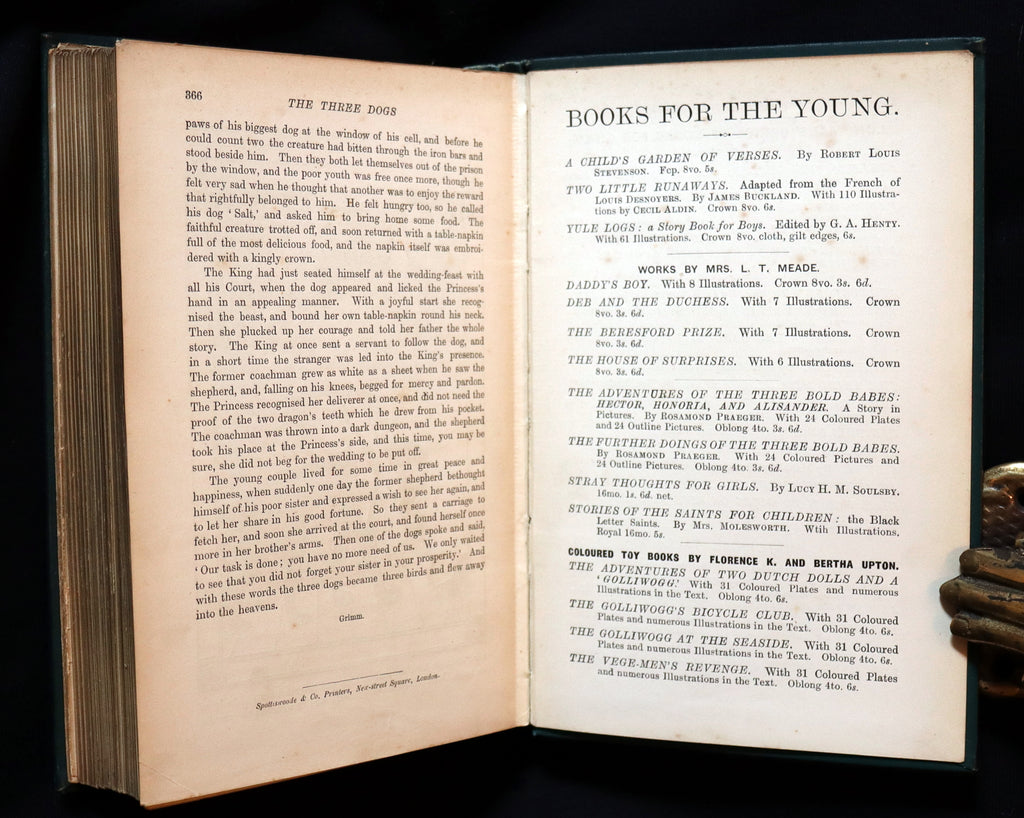 366
THE THREE DOGS
paws of his biggest dog at the window of his cell, and before he
could count two the creature had bitten through the iron bars and
stood beside him. Then they both let themselves out of the prison
by the window, and the poor youth was free once more, though he
felt very sad when he thought that another was to enjoy the reward
that rightfully belonged to him. He felt hungry too, so he called
his dog ‘Salt,’ and asked him to bring home some food. The
faithful creature trotted off, and soon returned with a table-napkin
full of the most delicious food, and the napkin itself was embroi-
dered with a kingly crown.
The King had just seated himself at the wedding-feast with
all his Court, when the dog appeared and licked the Princess's
hand in an appealing manner. With a joyful start she recog-
nised the beast, and bound her own table-napkin round his neck.
Then she plucked up her courage and told her father the whole
story. The King at once sent a servant to follow the dog, and
in a short time the stranger was led into the King's presence.
The former coachman grew as white as a sheet when he saw the
shepherd, and, falling on his knees, begged for mercy and pardon.
The Princess recognised her deliverer at once, and did not need the
proof of the two dragon's teeth which he drew from his pocket.
The coachman was thrown into a dark dungeon, and the shepherd
took his place at the Princess's side, and this time, you may be
sure, she did not beg for the wedding to be put off.
The young couple lived for some time in great peace and
happiness, when suddenly one day the former shepherd bethought
himself of his poor sister and expressed a wish to see her again, and
to let her share in his good fortune. So they sent a carriage to
fetch her, and soon she arrived at the court, and found herself once
more in her brother's arms. Then one of the dogs spoke and said,
‘Our task is done; you have no more need of us. We only waited
to see that you did not forget your sister in your prosperity.’ And
with these words the three dogs became three birds and flew away
into the heavens.
Grimm.
Spottiswoode & Co. Printers, New-street Square, London.
BOOKS FOR THE YOUNG.
A CHILD'S GARDEN OF VERSES. By ROBERT LOUIS
STEVENSON. Fcp. 8vo. 5s.
TWO LITTLE RUNAWAYS. Adapted from the French of
LOUIS DESNOYERS. By JAMES BUCKLAND. With 110 Illustra-
tions by CECIL ALDIN. Crown 8vo. 6s.
YULE LOGS: a Story Book for Boys. Edited by G. A. HENTY.
With 61 Illustrations. Crown 8vo. cloth, gilt edges, 6s.
WORKS BY MRS. L. T. MEADE.
DADDY'S BOY. With 8 Illustrations. Crown 8vo. 3s. 6d.
DEB AND THE DUCHESS. With 7 Illustrations. Crown
8vo. 3s. 6d.
THE BERESFORD PRIZE. With 7 Illustrations. Crown
8vo. 3s. 6d.
THE HOUSE OF SURPRISES. With 6 Illustrations. Crown
8vo. 3s. 6d.
THE ADVENTURES OF THE THREE BOLD BABES:
HECTOR, HONORIA, AND ALISANDER. A Story in
Pictures. By ROSAMOND PRAEGER. With 24 Coloured Plates
and 24 Outline Pictures. Oblong 4to. 3s. 6d.
THE FURTHER DOINGS OF THE THREE BOLD BABES.
By ROSAMOND PRAEGER. With 24 Coloured Pictures and
24 Outline Pictures. Oblong 4to. 3s. 6d.
STRAY THOUGHTS FOR GIRLS. By LUCY H. M. SOULSBY.
16mo. 1s. 6d. net.
STORIES OF THE SAINTS FOR CHILDREN: the Black
Letter Saints. By Mrs. MOLESWORTH. Wtih Illustrations.
Royal 16mo. 5s.
COLOURED TOY BOOKS BY FLORENCE K. AND BERTHA UPTON.
THE ADVENTURES OF TWO DUTCH DOLLS AND A
‘GOLLIWOGG.’ With 31 Coloured Plates and numerous
Illustrations in the Text. Oblong 4to. 6s.
THE GOLLIWOGG'S BICYCLE CLUB. With 31 Coloured
Plates and numerous Illustrations in the Text. Oblong 4to. 6s.
THE GOLLIWOGG AT THE SEASIDE. With 31 Coloured
Plates and numerous Illustrations in the Text. Oblong 4to. 6s.
THE VEGE-MEN'S REVENGE. With 31 Coloured Plates
and numerous Illustrations in the Text. Oblong 4to. 6s.